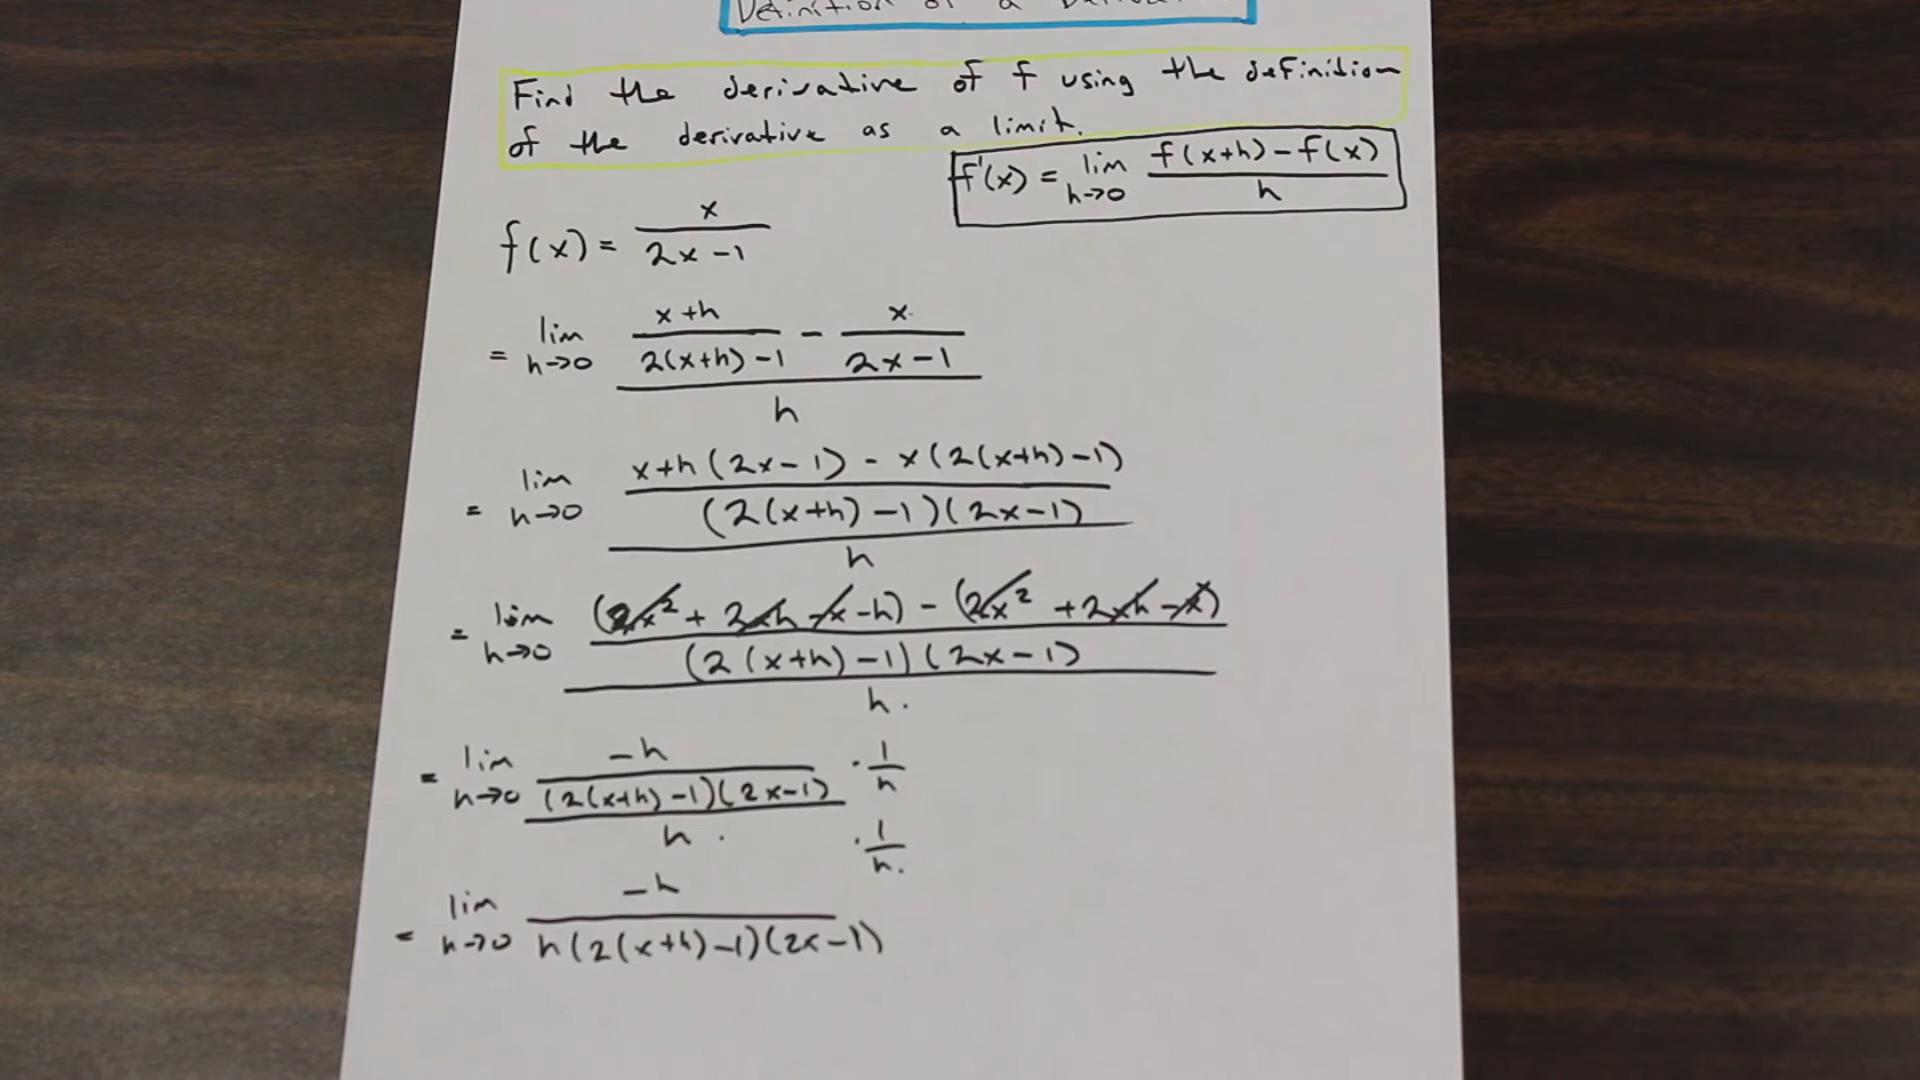 Definition of a
Find the derivative of f using the definition
of the derivative as a limit.
f'(x) = lim h→0 f(x+h) - f(x) / h
f(x) = x / 2x - 1
= lim h→0 x+h / 2(x+h) - 1 - x / 2x - 1 / h
= lim h→0 x+h (2x - 1) - x (2(x+h) - 1) / (2(x+h) - 1)(2x - 1) / h
= lim h→0 (2x² + 2xh - x - h) - (2x² + 2xh - x) / (2(x+h) - 1)(2x - 1) / h.
= lim h→0 -h / (2(x+h) - 1)(2x - 1) / h . · 1/h · 1/h.
= lim h→0 -h / h(2(x+h) - 1)(2x - 1)